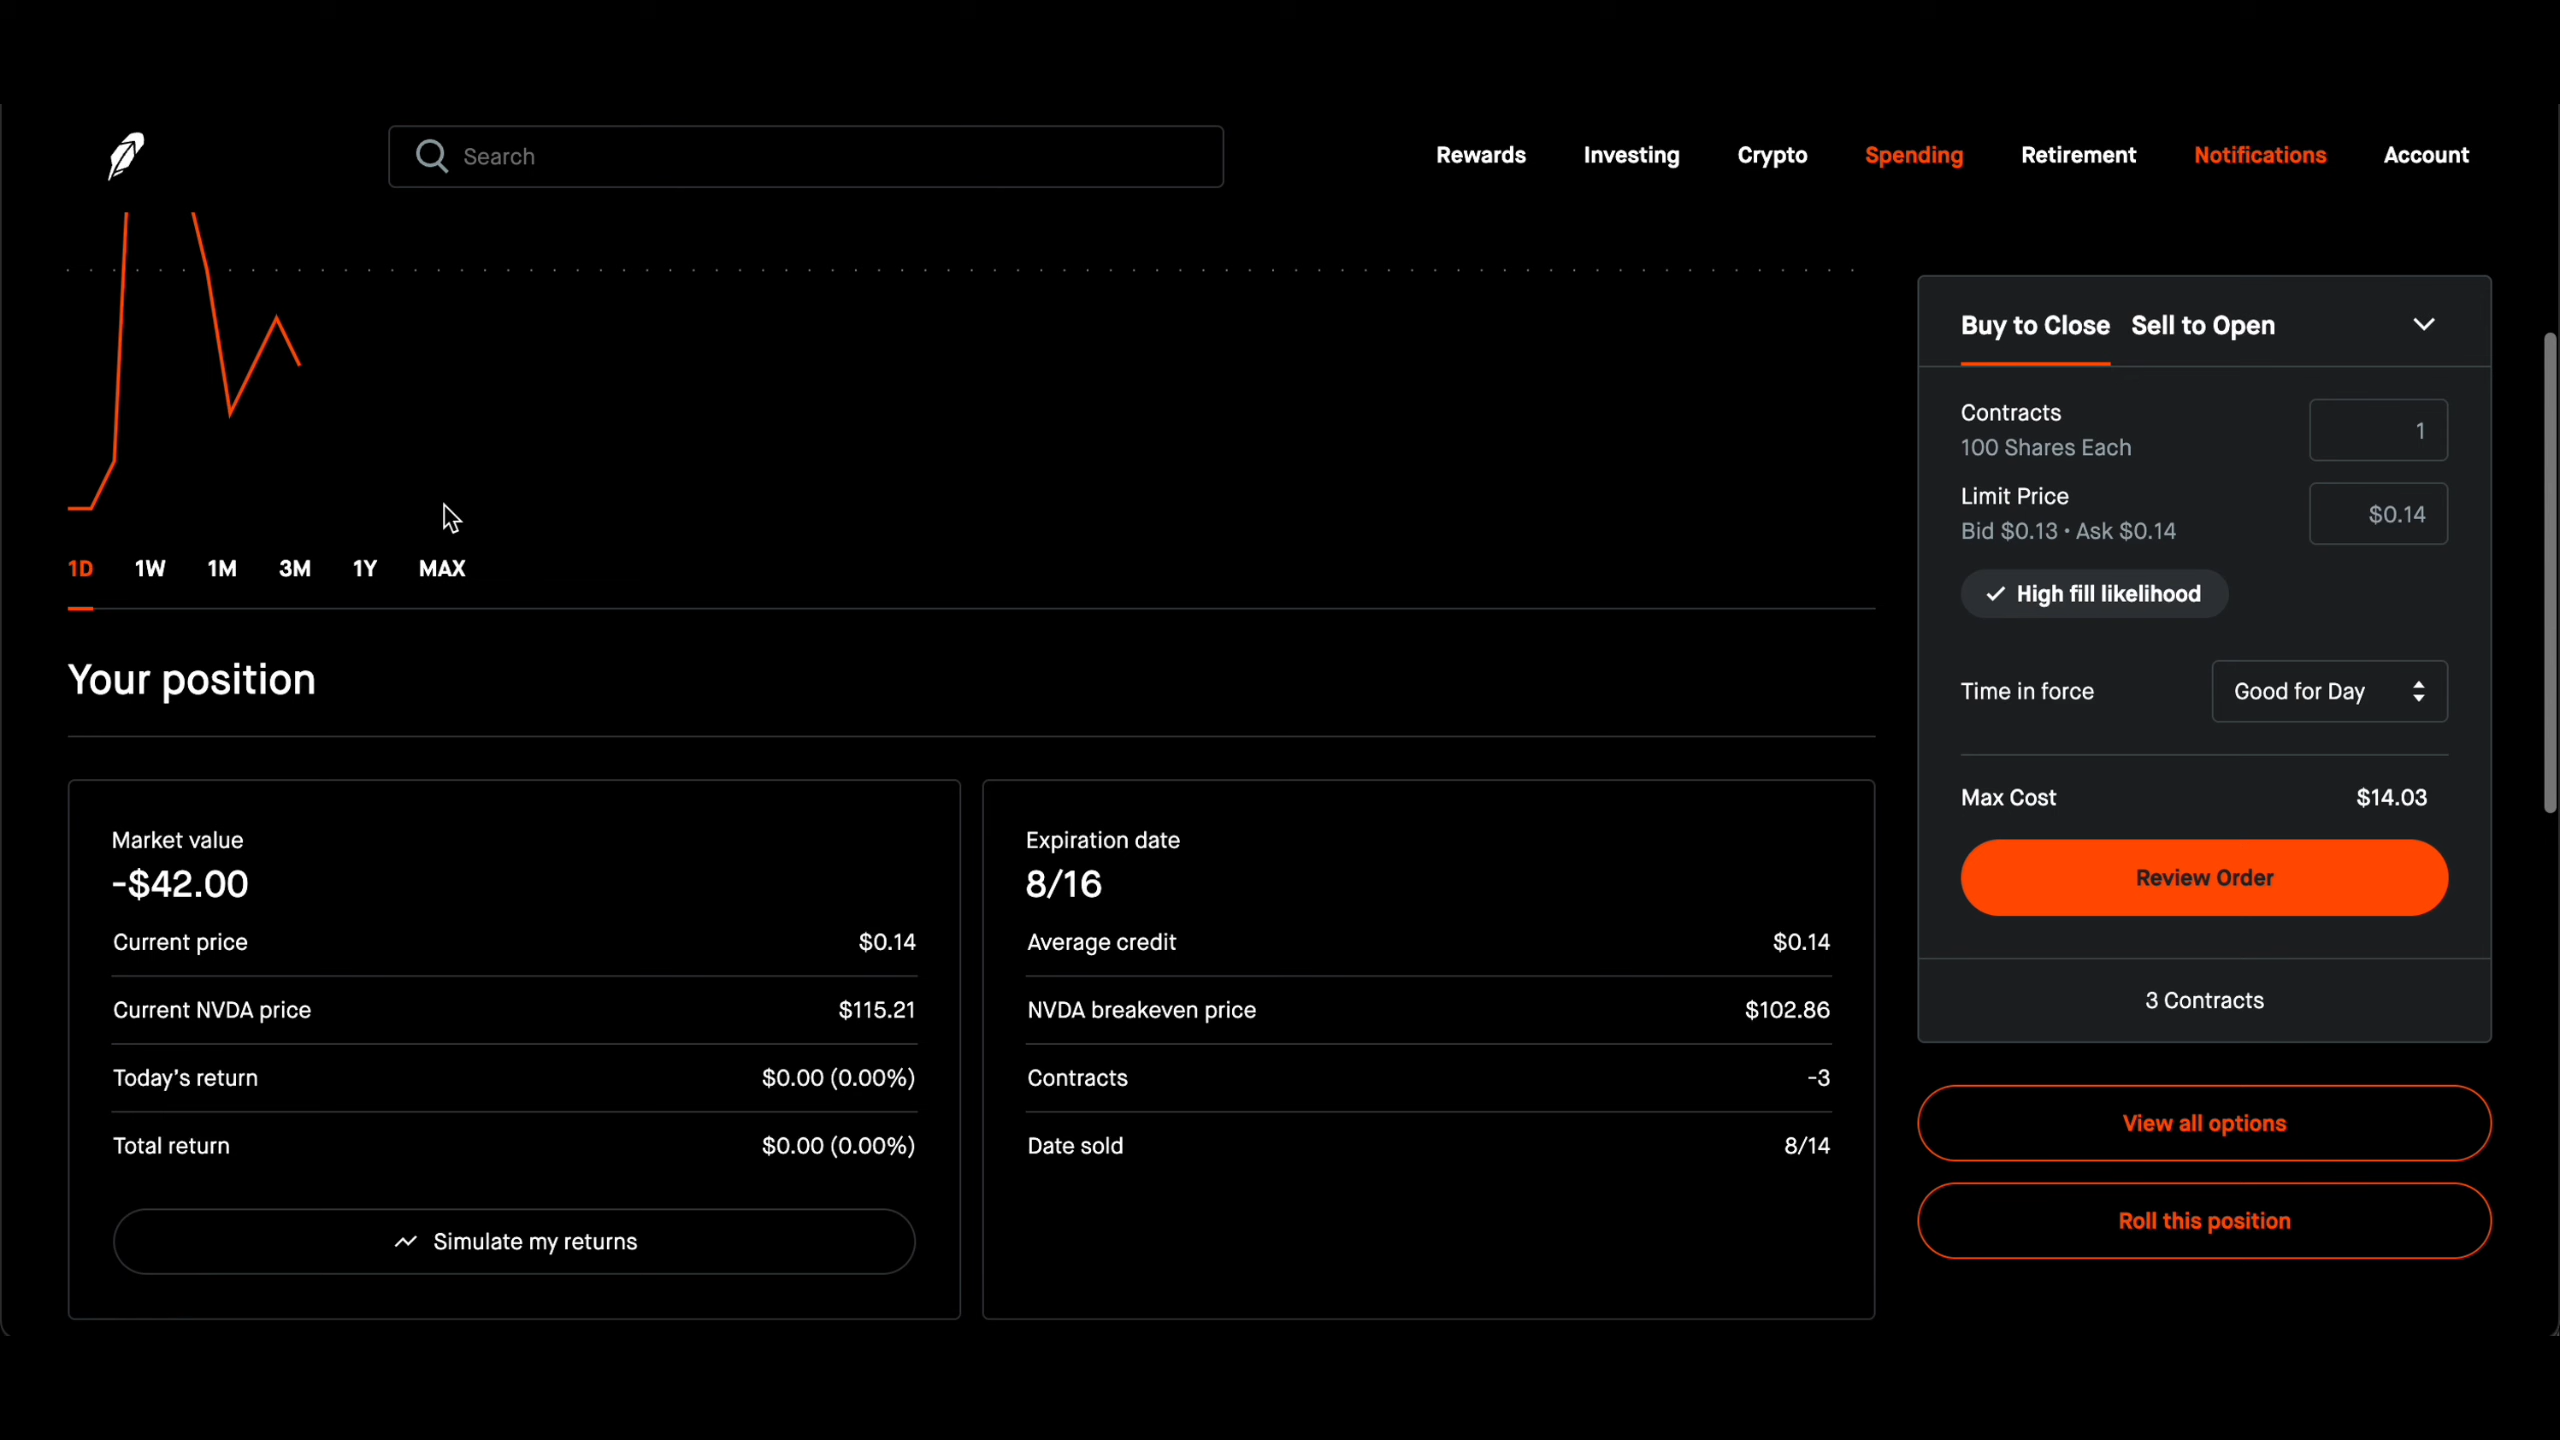 Search
Rewards
Investing
Crypto
Spending
Retirement
Notifications
Account
1D
1W
1M
3M
1Y
MAX
Your position
Market value
-$42.00
Current price
$0.14
Current NVDA price
$115.21
Today's return
$0.00 (0.00%)
Total return
$0.00 (0.00%)
Simulate my returns
Expiration date
8/16
Average credit
$0.14
NVDA breakeven price
$102.86
Contracts
-3
Date sold
8/14
Buy to Close
Sell to Open
Contracts
1
100 Shares Each
Limit Price
$0.14
Bid $0.13 • Ask $0.14
High fill likelihood
Time in force
Good for Day
Max Cost
$14.03
Review Order
3 Contracts
View all options
Roll this position